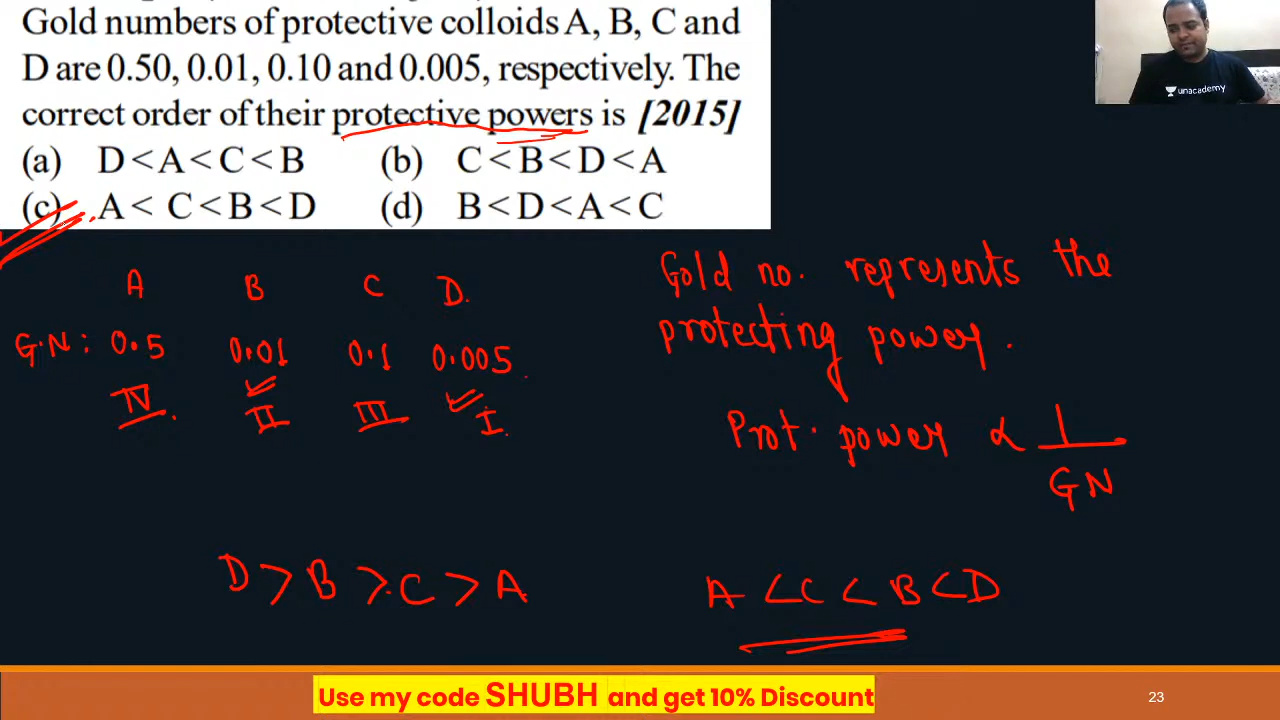 Gold numbers of protective colloids A, B, C and
D are 0.50, 0.01, 0.10 and 0.005, respectively. The
correct order of their protective powers is [2015]
(a) D<A<C<B (b) C<B<D<A
(c) A< C<B<D (d) B<D<A<C
unacademy
A B C D.
G.N: 0.5 0.01 0.1 0.005
IV. II III I.
Gold no. represents the
protecting power.
Prot. power ∝ 1
GN
D > B > C > A
A < C < B < D
Use my code SHUBH and get 10% Discount
23